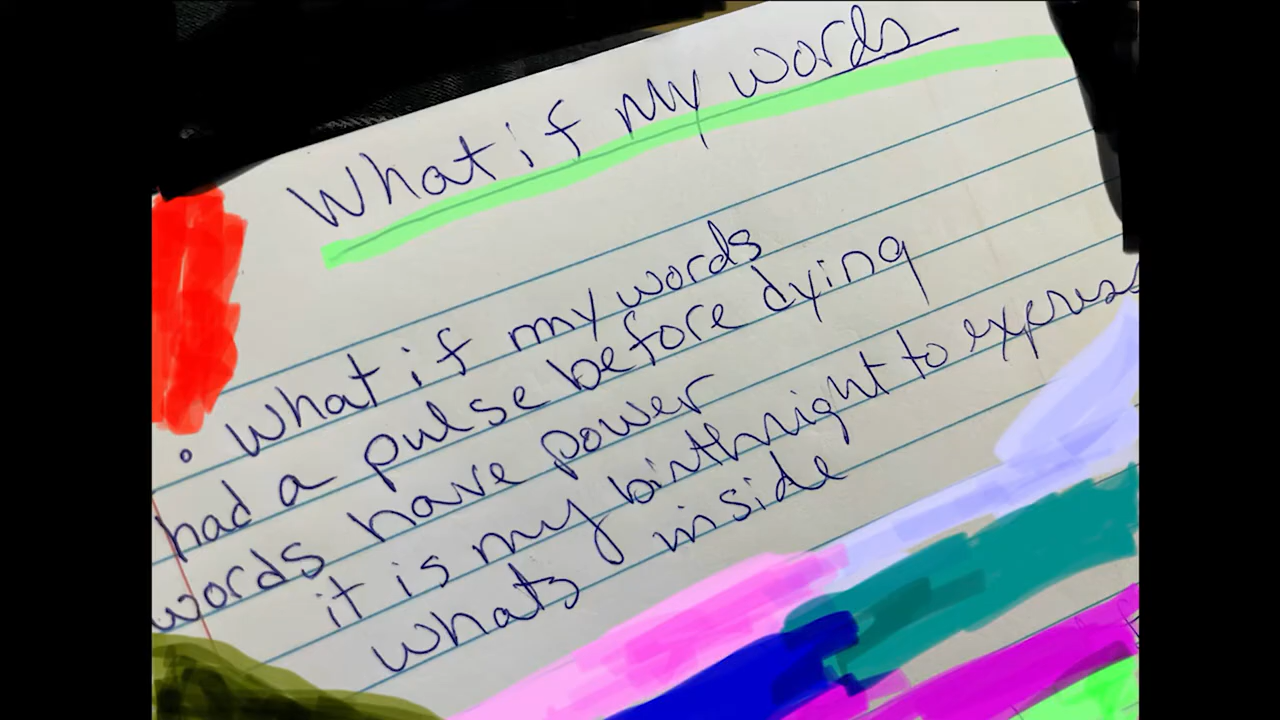 What if my words
what if my words
had a pulse before dying
words have power
it is my birthright to express
whats inside